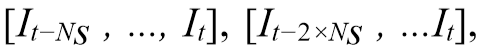 [I_{t−N_S} , ..., I_t], [I_{t−2×N_S} , ...I_t],